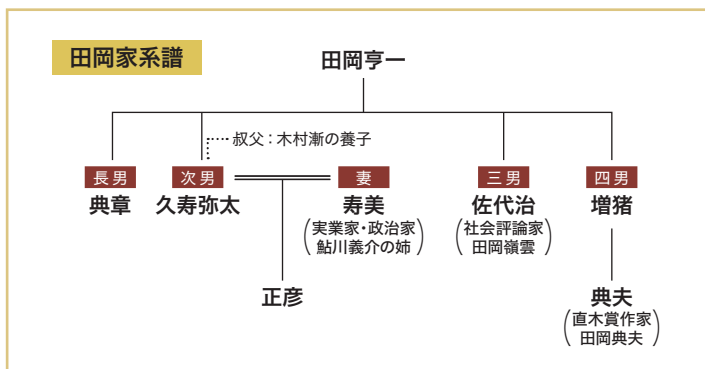 田岡家系譜
田岡亨一
叔父：木村漸の養子
長男
次男
妻
三男
四男
典章
久寿弥太
寿美
佐代治
増猪
(実業家・政治家
鮎川義介の姉)
(社会評論家
田岡嶺雲)
正彦
典夫
(直木賞作家
田岡典夫)